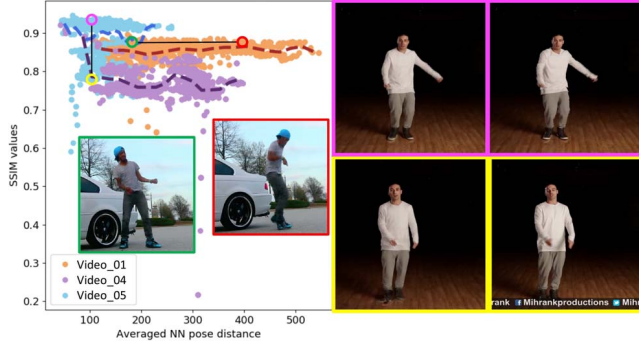 0.9
0.8
0.7
0.6
0.5
0.4
0.3
0.2
SSIM values
Video_01
Video_04
Video_05
100 200 300 400 500
Averaged NN pose distance
rank f Mihrankproductions Mihr